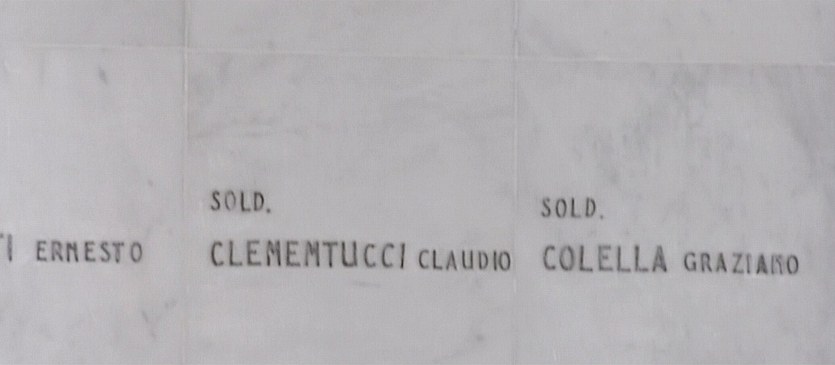 SOLD.
SOLD.
I ERNESTO
CLEMENTUCCI CLAUDIO
COLELLA GRAZIANO